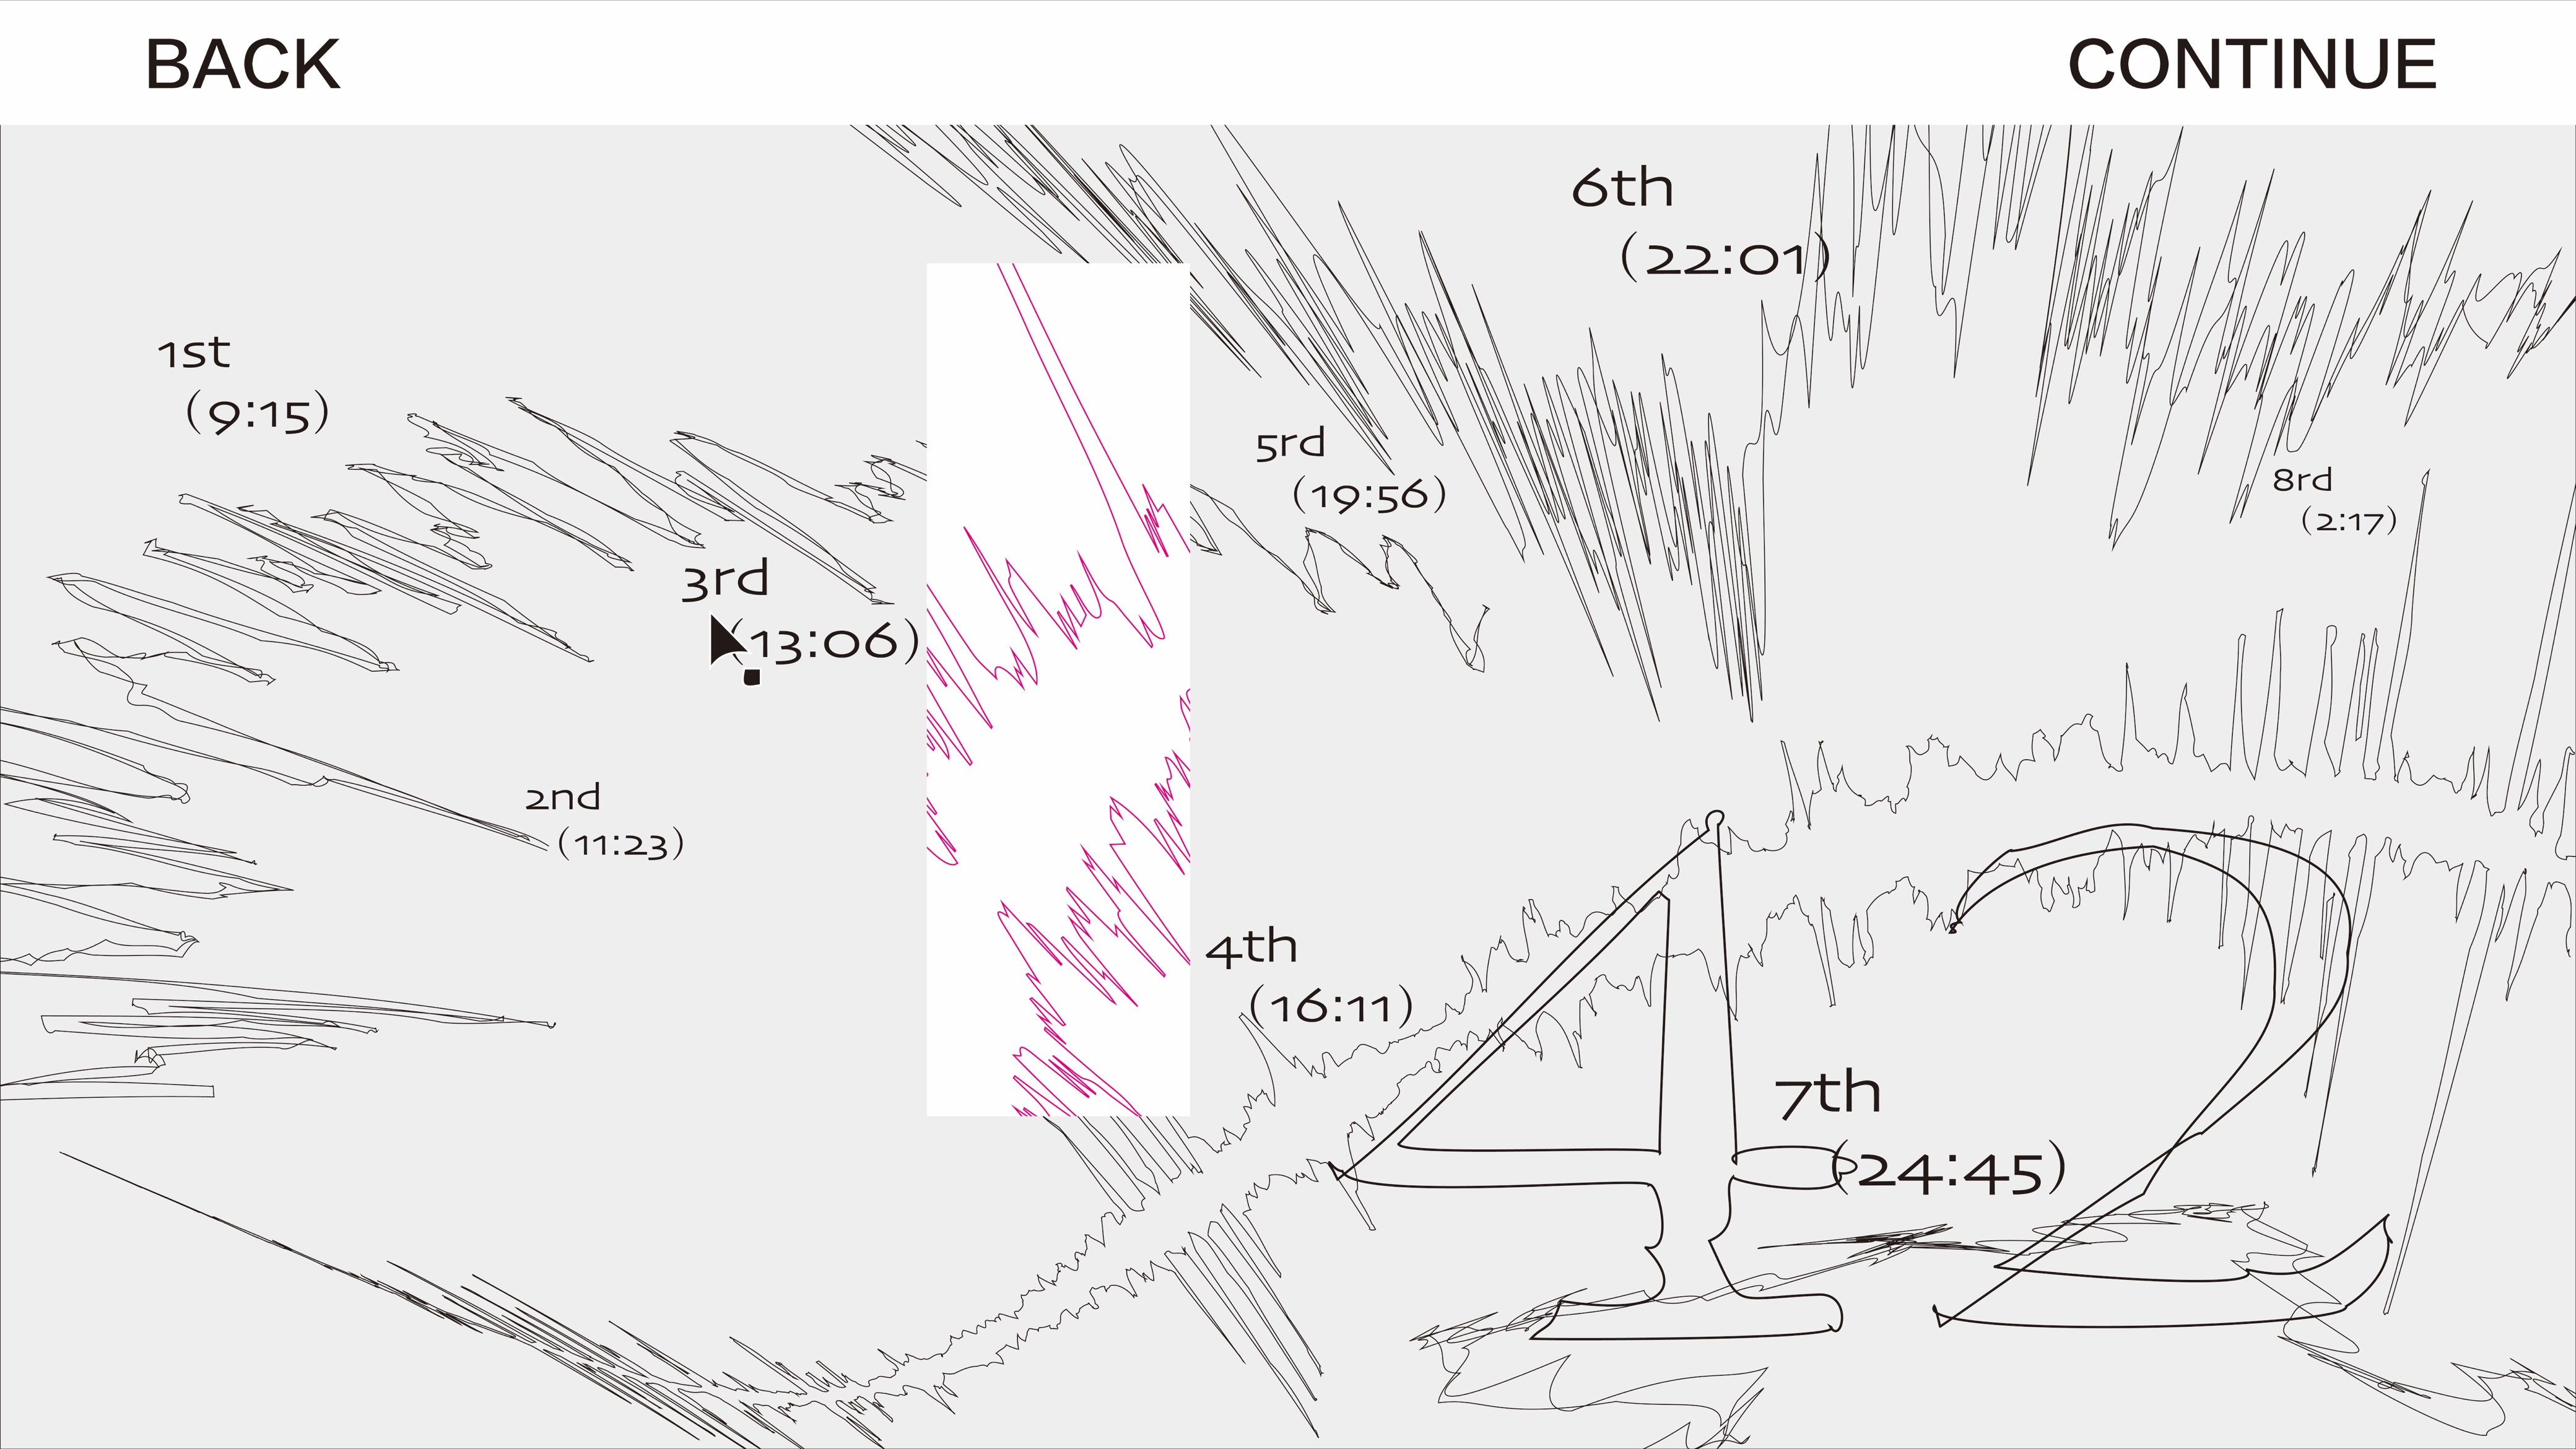 BACK
CONTINUE
1st
(9:15)
2nd
(11:23)
3rd
(13:06)
4th
(16:11)
5rd
(19:56)
6th
(22:01)
7th
(24:45)
8rd
(2:17)
42